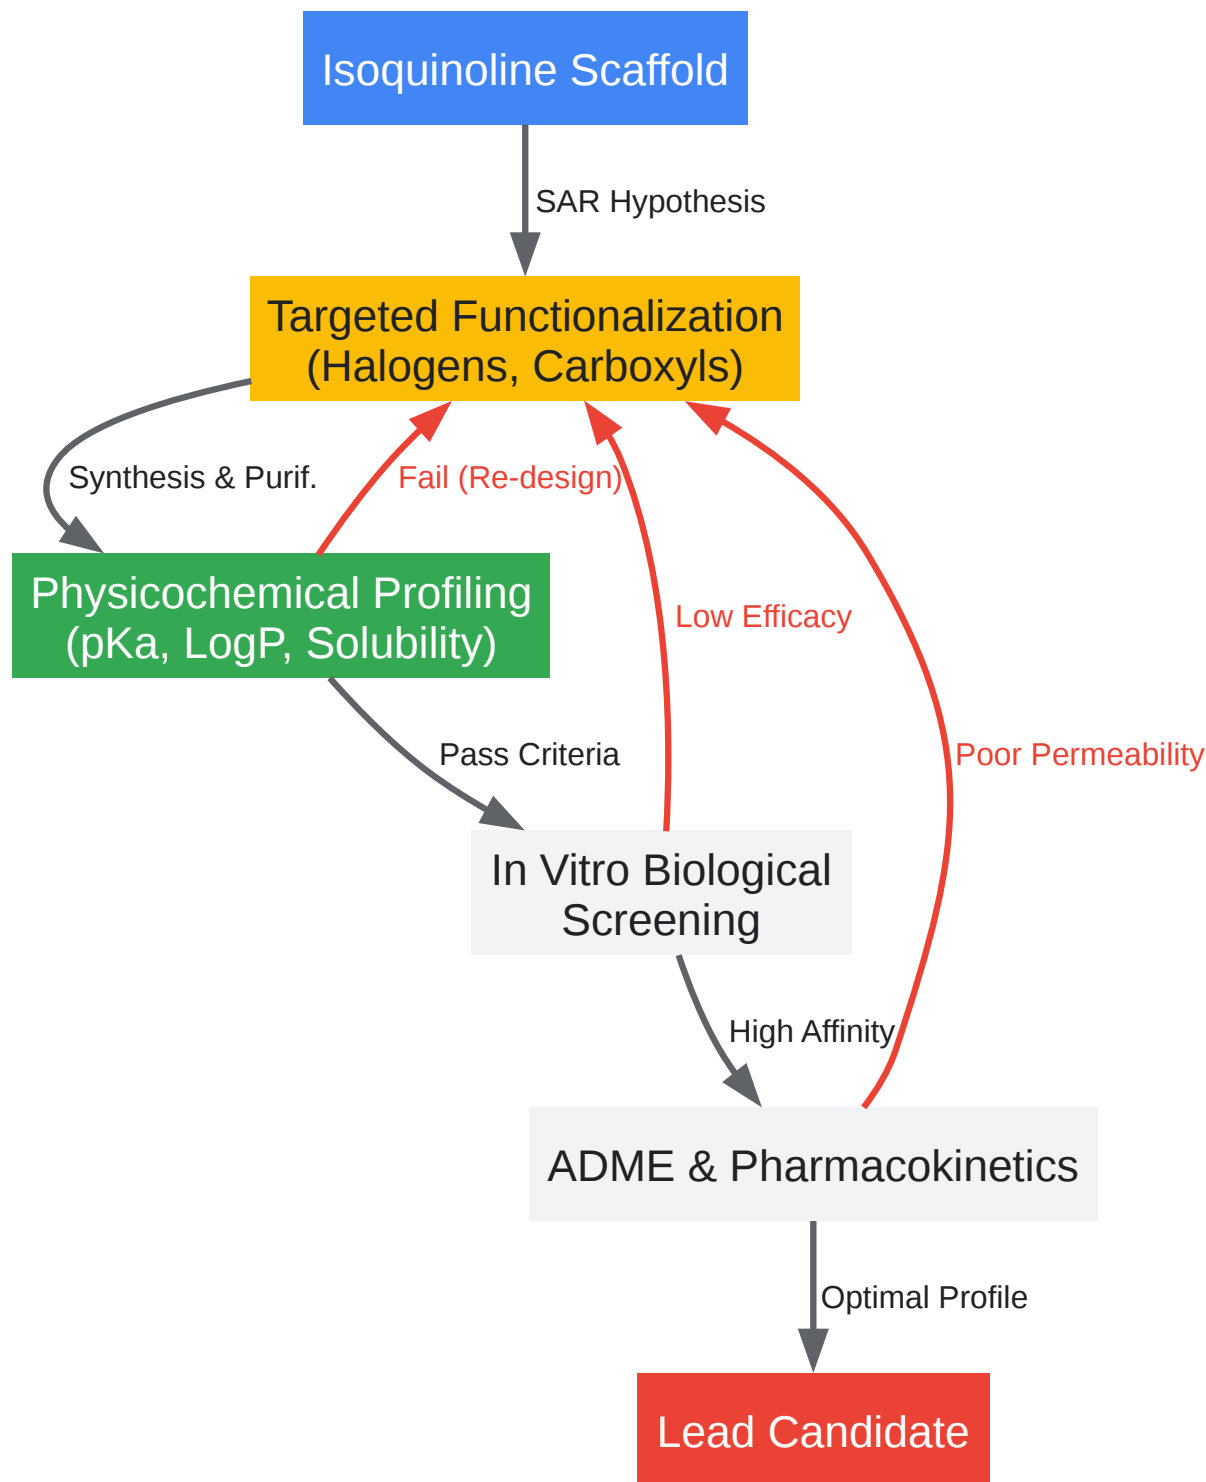 Isoquinoline Scaffold
SAR Hypothesis
Targeted Functionalization
(Halogens, Carboxyls)
Synthesis & Purif.
Fail (Re-design)
Physicochemical Profiling
(pKa, LogP, Solubility)
Low Efficacy
Pass Criteria
Poor Permeability
In Vitro Biological
Screening
High Affinity
ADME & Pharmacokinetics
Optimal Profile
Lead Candidate